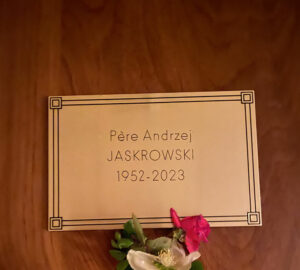 Père Andrzej
JASKROWSKI
1952-2023